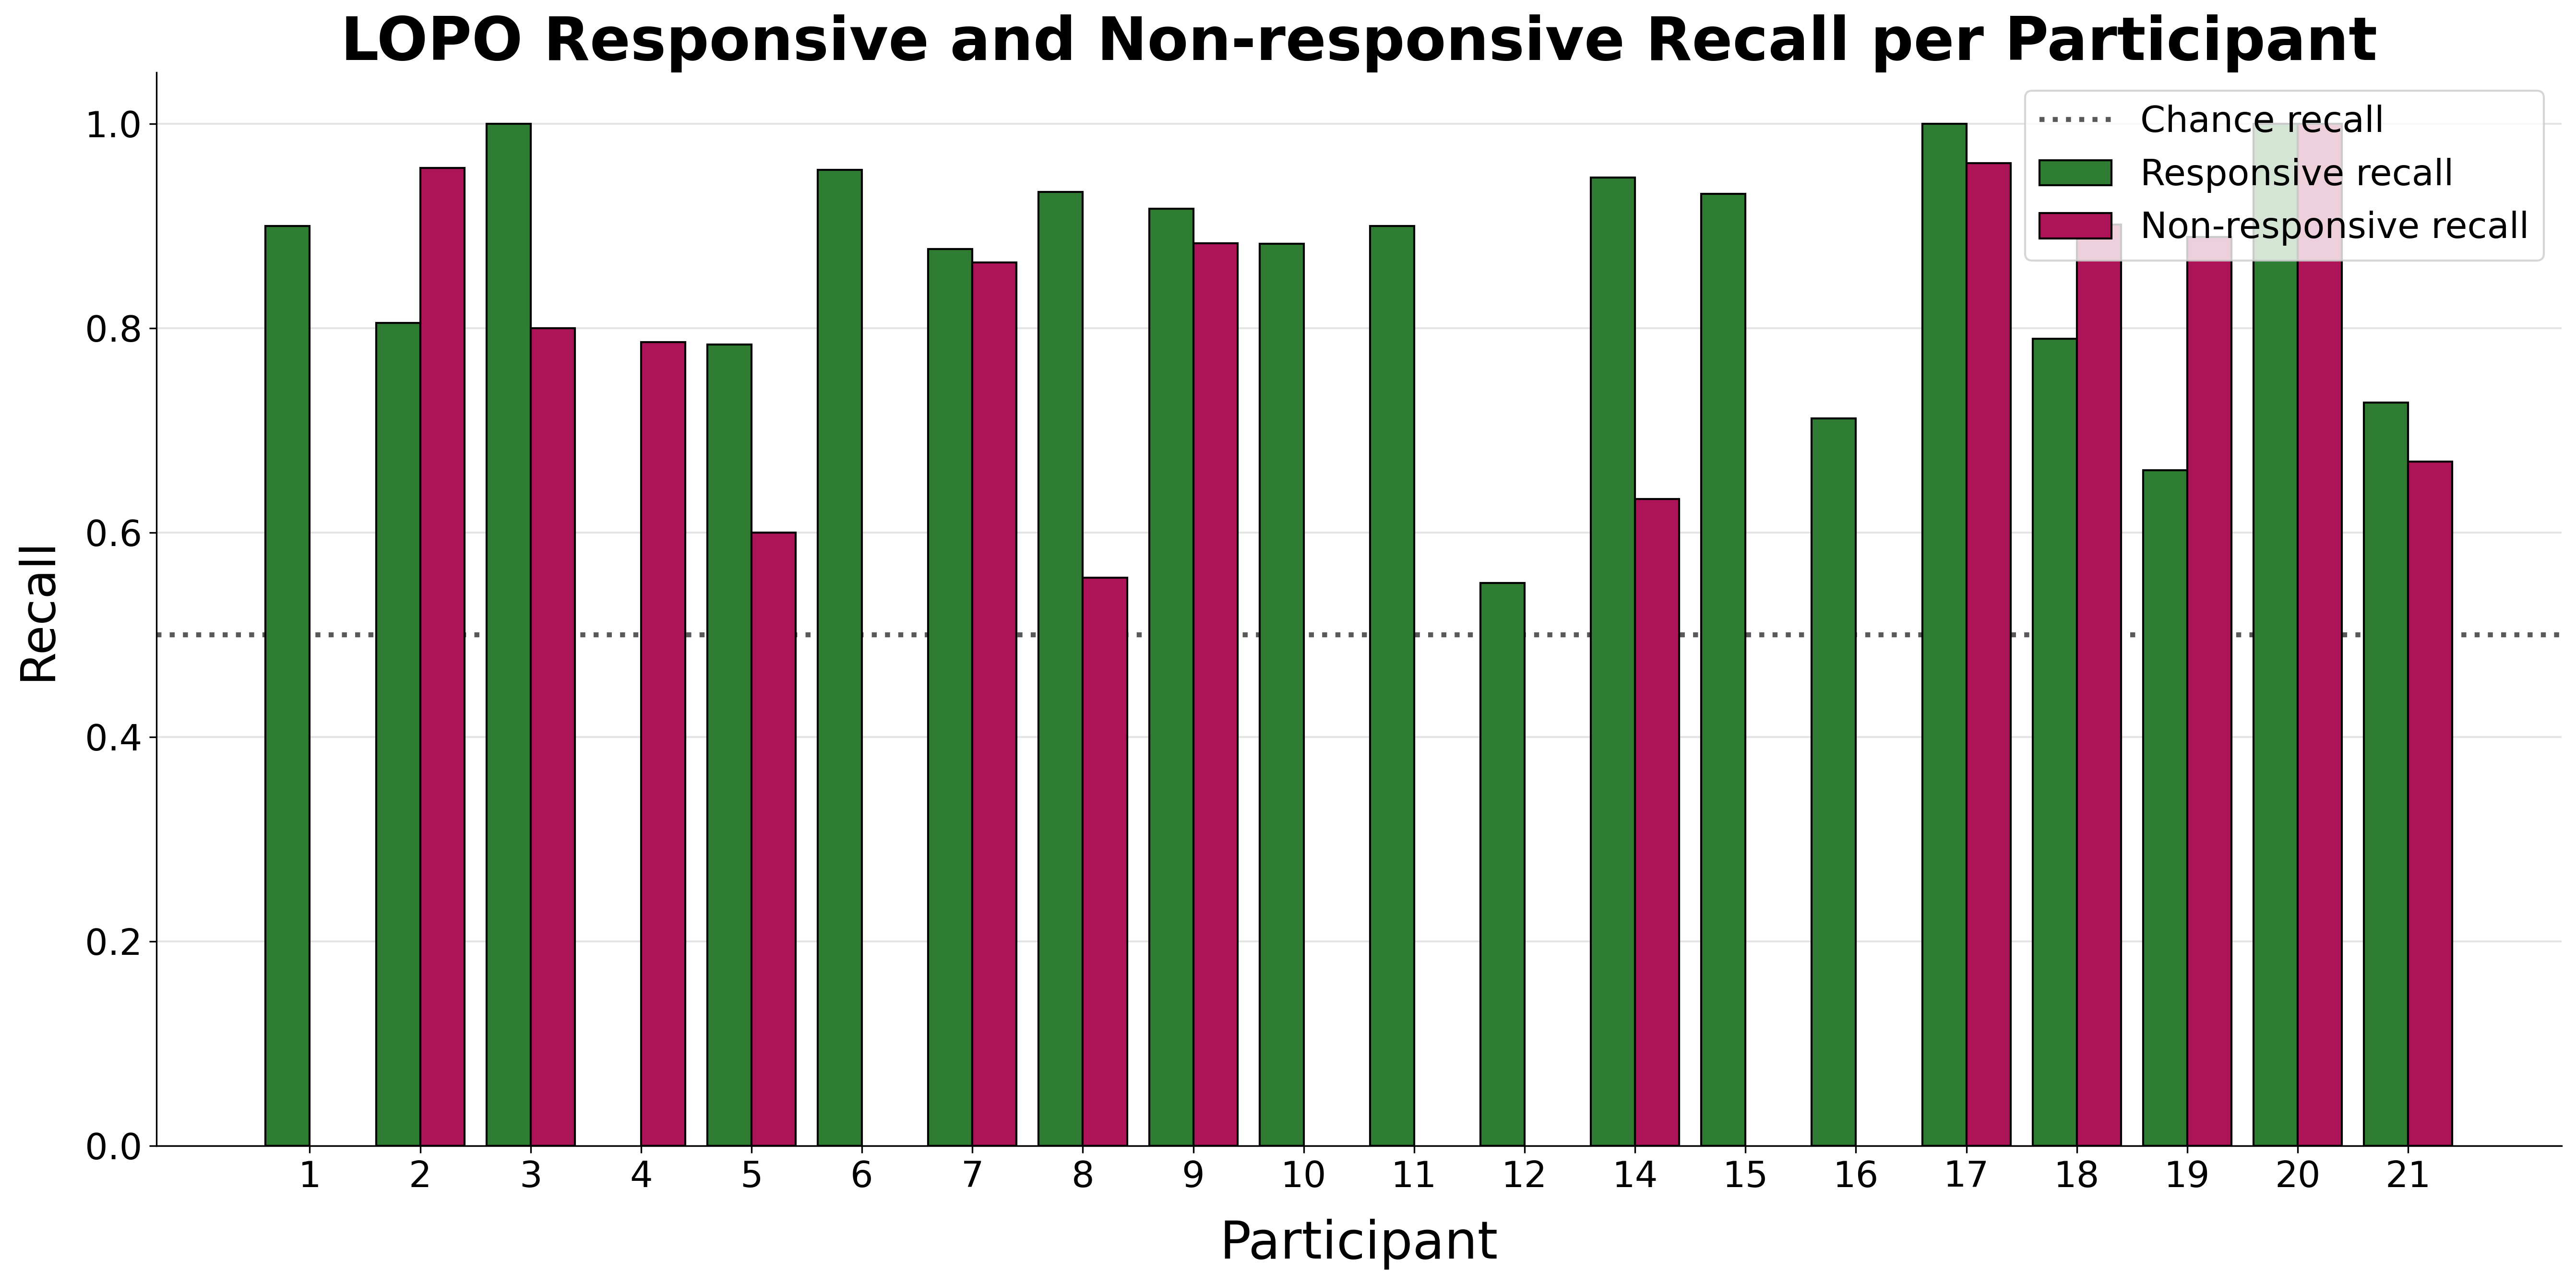 LOPO Responsive and Non-responsive Recall per Participant
Chance recall
Responsive recall
Non-responsive recall
Recall
1.0
0.8
0.6
0.4
0.2
0.0
1 2 3 4 5 6 7 8 9 10 11 12 14 15 16 17 18 19 20 21
Participant